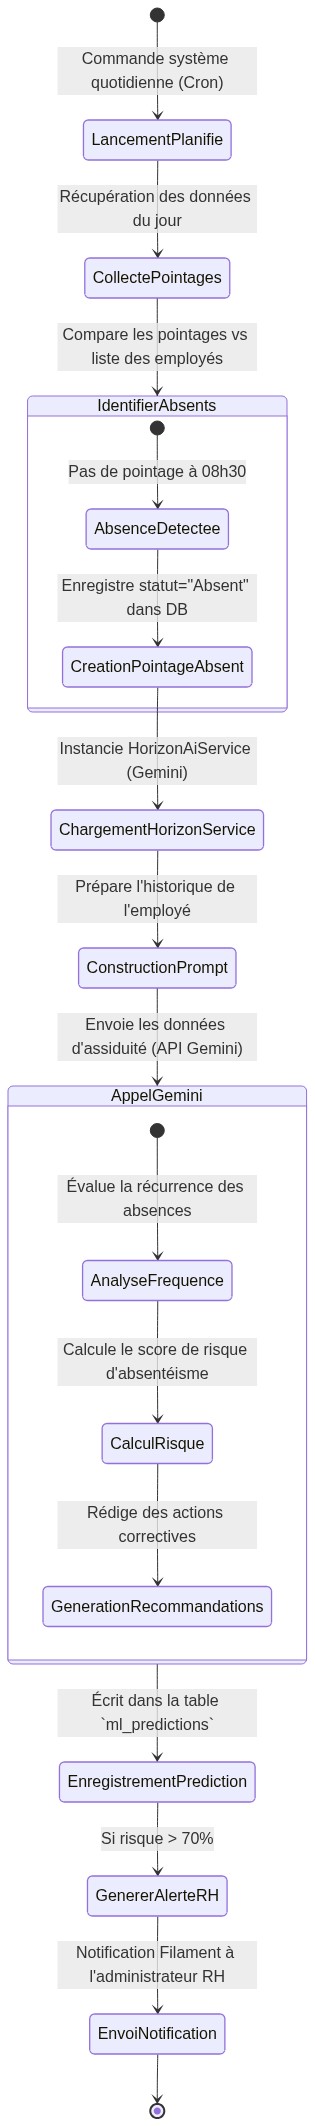 Commande système
quotidienne (Cron)
LancementPlanifie
Récupération des données
du jour
CollectePointages
Compare les pointages vs
liste des employés
IdentifierAbsents
Pas de pointage à 08h30
AbsenceDetectee
Enregistre statut="Absent"
dans DB
CreationPointageAbsent
Instancie HorizonAiService
(Gemini)
ChargementHorizonService
Prépare l'historique de
l'employé
ConstructionPrompt
Envoie les données
d'assiduité (API Gemini)
AppelGemini
Évalue la récurrence des
absences
AnalyseFrequence
Calcule le score de risque
d'absentéisme
CalculRisque
Rédige des actions
correctives
GenerationRecommandations
Écrit dans la table
`ml_predictions`
EnregistrementPrediction
Si risque > 70%
GenererAlerteRH
Notification Filament à
l'administrateur RH
EnvoiNotification